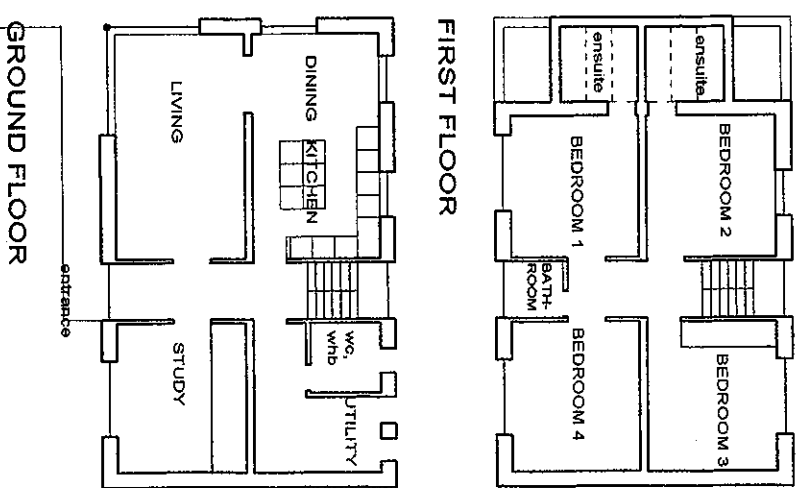 FIRST FLOOR
ensuite
ensuite
BEDROOM 2
BEDROOM 1
BATH-
ROOM
BEDROOM 3
BEDROOM 4
GROUND FLOOR
DINING
KITCHEN
LIVING
wc,
whb
UTILITY
STUDY
entrance